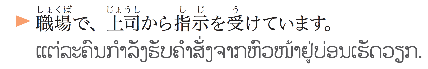 職場で、上司から指示を受けています。
ແຕ່ລະຄົນກຳລັງຮັບຄຳສັ່ງຈາກຫົວໜ້າຢູ່ບ່ອນເຮັດວຽກ.